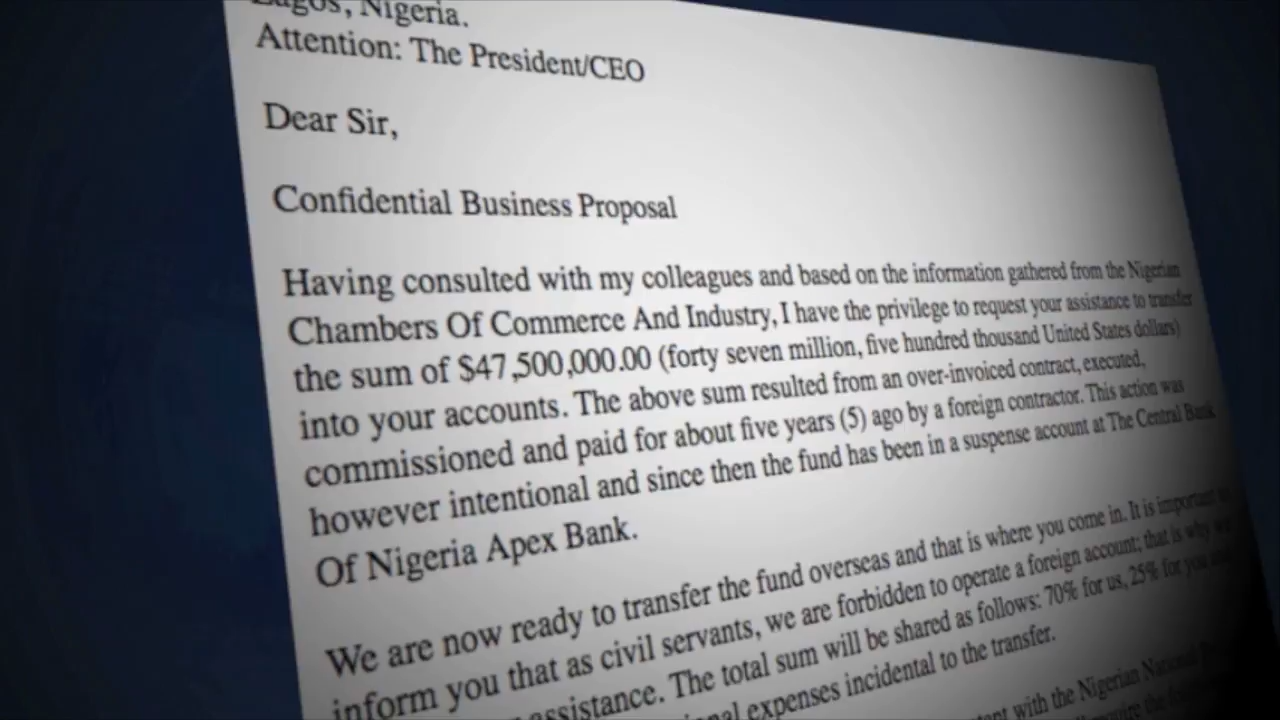 Lagos, Nigeria.
Attention: The President/CEO
Dear Sir,
Confidential Business Proposal
Having consulted with my colleagues and based on the information gathered from the Nigerian
Chambers Of Commerce And Industry, I have the privilege to request your assistance to transfer
the sum of $47,500,000.00 (forty seven million, five hundred thousand United States dollars)
into your accounts. The above sum resulted from an over-invoiced contract, executed,
commissioned and paid for about five years (5) ago by a foreign contractor. This action was
however intentional and since then the fund has been in a suspense account at The Central Bank
Of Nigeria Apex Bank.
We are now ready to transfer the fund overseas and that is where you come in. It is important to
inform you that as civil servants, we are forbidden to operate a foreign account; that is why we
assistance. The total sum will be shared as follows: 70% for us, 25% for you and
expenses incidental to the transfer.
with the Nigerian National